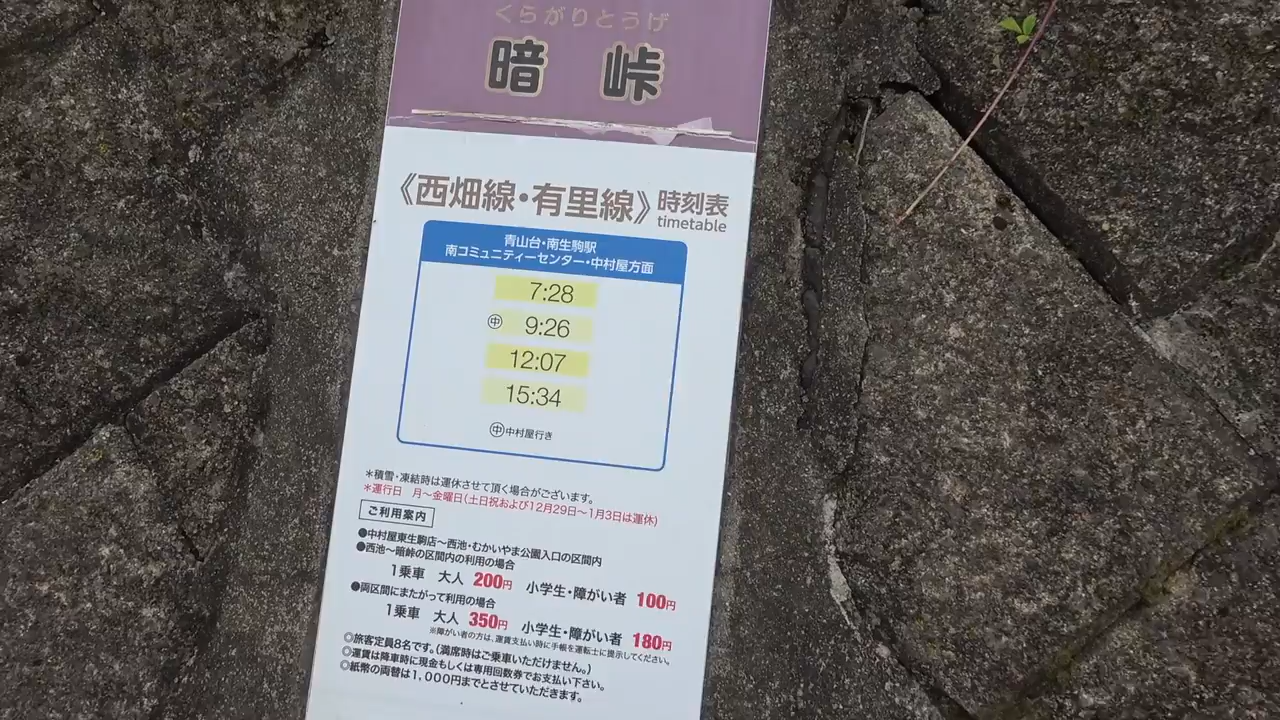 くらがりとうげ
暗 峠
《西畑線・有里線》時刻表
timetable
青山台・南生駒駅
南コミュニティーセンター・中村屋方面
7:28
㊥ 9:26
12:07
15:34
㊥中村屋行き
＊積雪・凍結時は運休させて頂く場合がございます。
＊運行日 月〜金曜日（土日祝および12月29日〜1月3日は運休）
ご利用案内
●中村屋東生駒店〜西池・むかいやま公園入口の区間内
●西池〜暗峠の区間内の利用の場合
1乗車 大人 200円 小学生・障がい者 100円
●両区間にまたがって利用の場合
1乗車 大人 350円 小学生・障がい者 180円
※障がい者の方は、運賃支払い時に手帳を運転士に提示してください。
◎旅客定員8名です。（満席時はご乗車いただけません。）
◎運賃は降車時に現金もしくは専用回数券でお支払い下さい。
◎紙幣の両替は1,000円までとさせていただきます。